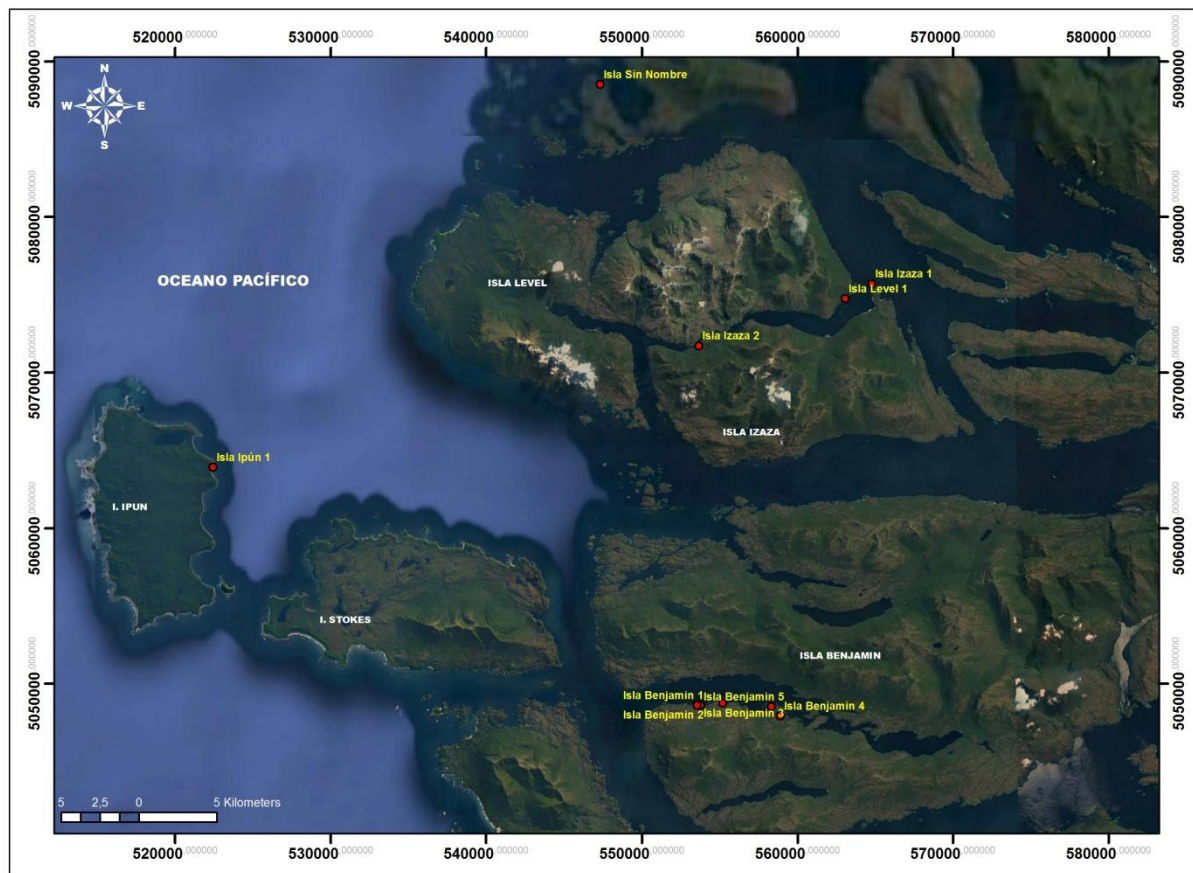 520000,000000 530000,000000 540000,000000 550000,000000 560000,000000 570000,000000 580000,000000
5090000,000000 5090000,000000
N
W E
S
Isla Sin Nombre
5080000,000000 5080000,000000
OCEANO PACÍFICO
ISLA LEVEL
Isla Izaza 1
Isla Level 1
Isla Izaza 2
5070000,000000 5070000,000000
ISLA IZAZA
Isla Ipún 1
I. IPUN
5060000,000000 5060000,000000
I. STOKES
ISLA BENJAMIN
5050000,000000 5050000,000000
Isla Benjamin 1 Isla Benjamin 5
Isla Benjamin 4
Isla Benjamin 2 Isla Benjamin 3
5 2,5 0 5 Kilometers
520000,000000 530000,000000 540000,000000 550000,000000 560000,000000 570000,000000 580000,000000